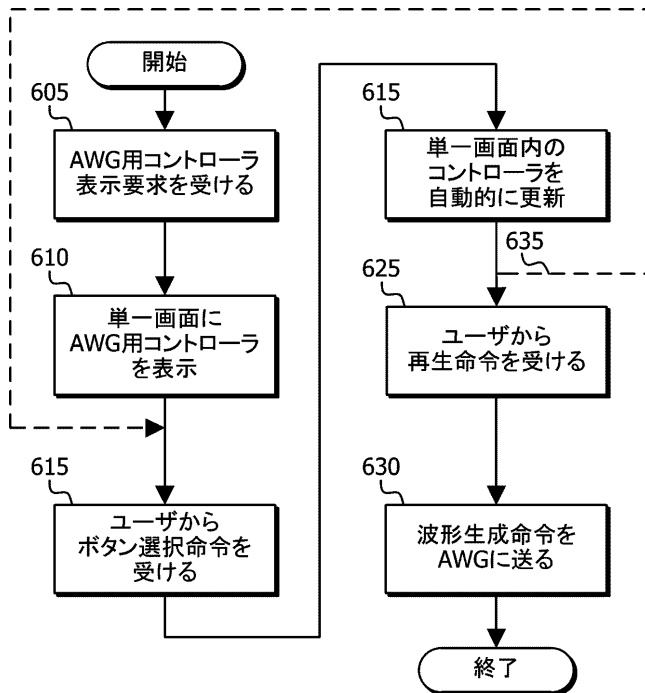 開始
605
AWG用コントローラ
表示要求を受ける
610
単一画面に
AWG用コントローラ
を表示
615
ユーザから
ボタン選択命令を
受ける
615
単一画面内の
コントローラを
自動的に更新
635
625
ユーザから
再生命令を受ける
630
波形生成命令を
AWGに送る
終了